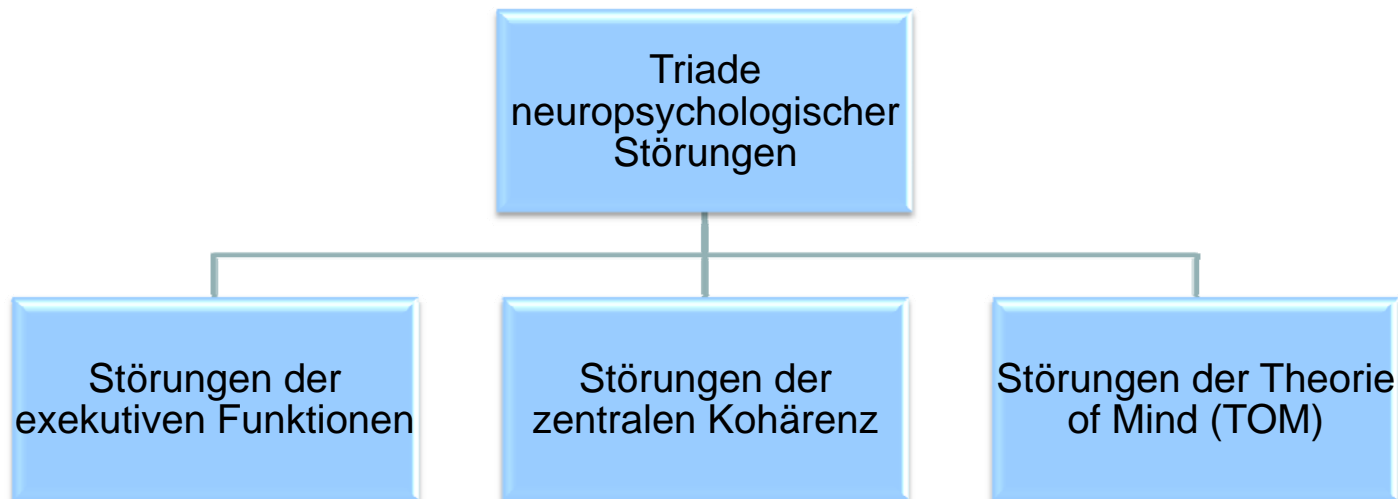 Triade
neuropsychologischer
Störungen
Störungen der
exekutiven Funktionen
Störungen der
zentralen Kohärenz
Störungen der Theorie
of Mind (TOM)